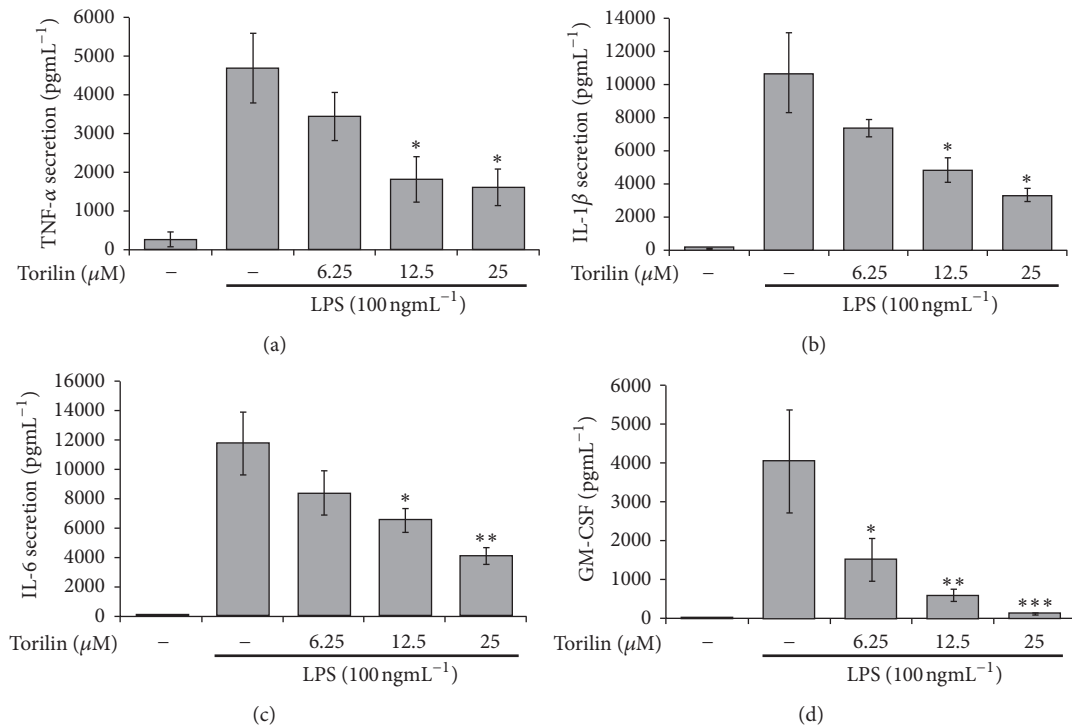 6000
5000
4000
3000
2000
1000
0
TNF-α secretion (pgmL⁻¹)
*
*
Torilin (μM)
– – 6.25 12.5 25
LPS (100 ngmL⁻¹)
(a)
14000
12000
10000
8000
6000
4000
2000
0
IL-1β secretion (pgmL⁻¹)
*
*
Torilin (μM)
– – 6.25 12.5 25
LPS (100 ngmL⁻¹)
(b)
16000
14000
12000
10000
8000
6000
4000
2000
0
IL-6 secretion (pgmL⁻¹)
*
**
Torilin (μM)
– – 6.25 12.5 25
LPS (100 ngmL⁻¹)
(c)
6000
5000
4000
3000
2000
1000
0
GM-CSF (pgmL⁻¹)
*
**
***
Torilin (μM)
– – 6.25 12.5 25
LPS (100 ngmL⁻¹)
(d)